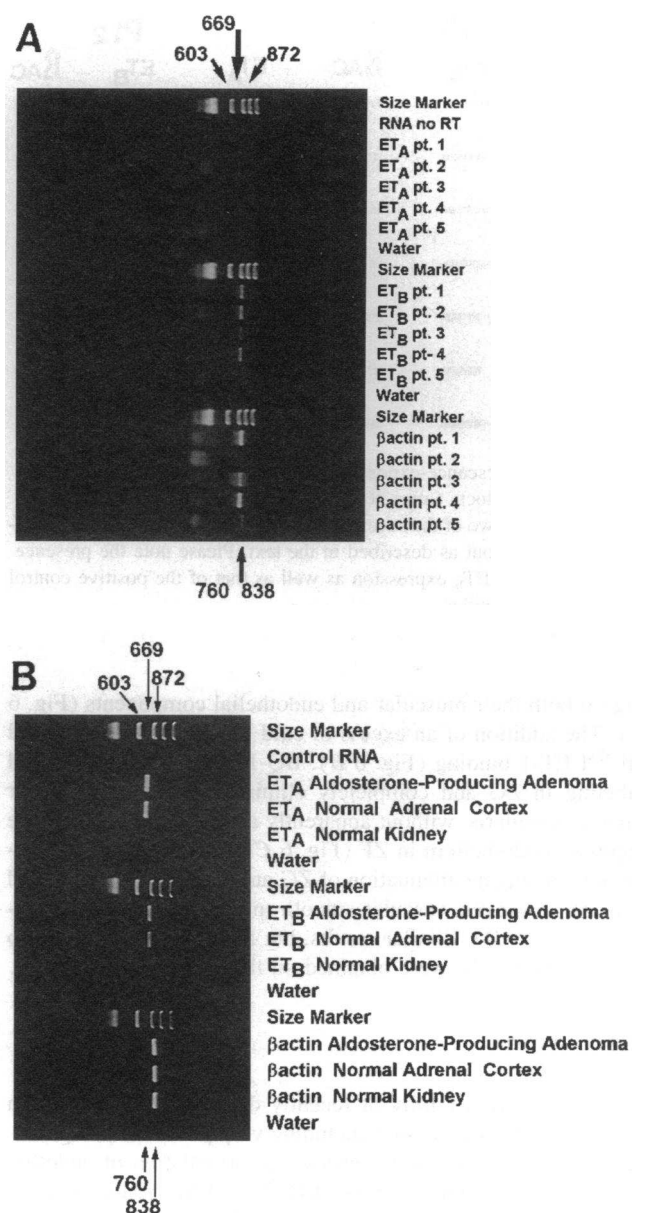 A
669
603 872
Size Marker
RNA no RT
ETA pt. 1
ETA pt. 2
ETA pt. 3
ETA pt. 4
ETA pt. 5
Water
Size Marker
ETB pt. 1
ETB pt. 2
ETB pt. 3
ETB pt- 4
ETB pt. 5
Water
Size Marker
βactin pt. 1
βactin pt. 2
βactin pt. 3
βactin pt. 4
βactin pt. 5
760 838
B
669
603 872
Size Marker
Control RNA
ETA Aldosterone-Producing Adenoma
ETA Normal Adrenal Cortex
ETA Normal Kidney
Water
Size Marker
ETB Aldosterone-Producing Adenoma
ETB Normal Adrenal Cortex
ETB Normal Kidney
Water
Size Marker
βactin Aldosterone-Producing Adenoma
βactin Normal Adrenal Cortex
βactin Normal Kidney
Water
760
838